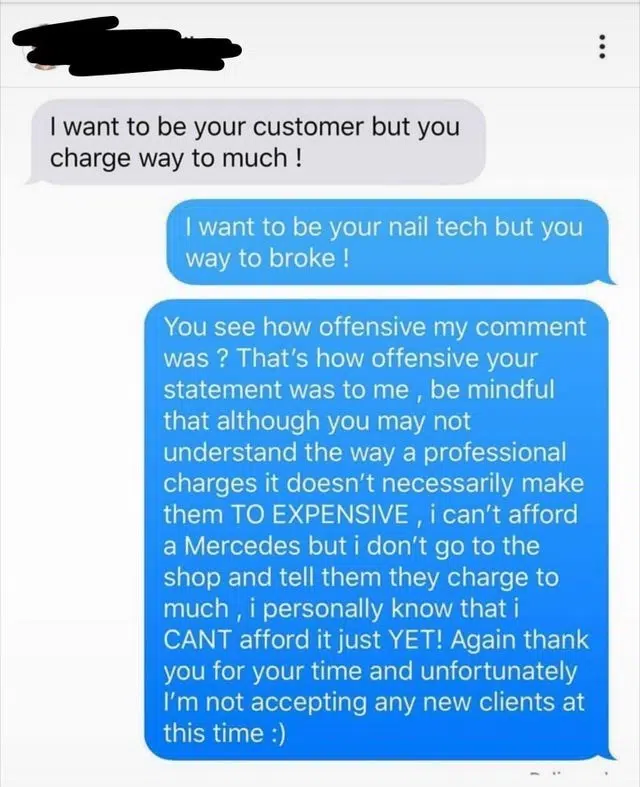 I want to be your customer but you
charge way to much !
I want to be your nail tech but you
way to broke !
You see how offensive my comment
was ? That's how offensive your
statement was to me , be mindful
that although you may not
understand the way a professional
charges it doesn't necessarily make
them TO EXPENSIVE , i can't afford
a Mercedes but i don't go to the
shop and tell them they charge to
much , i personally know that i
CANT afford it just YET! Again thank
you for your time and unfortunately
I'm not accepting any new clients at
this time :)